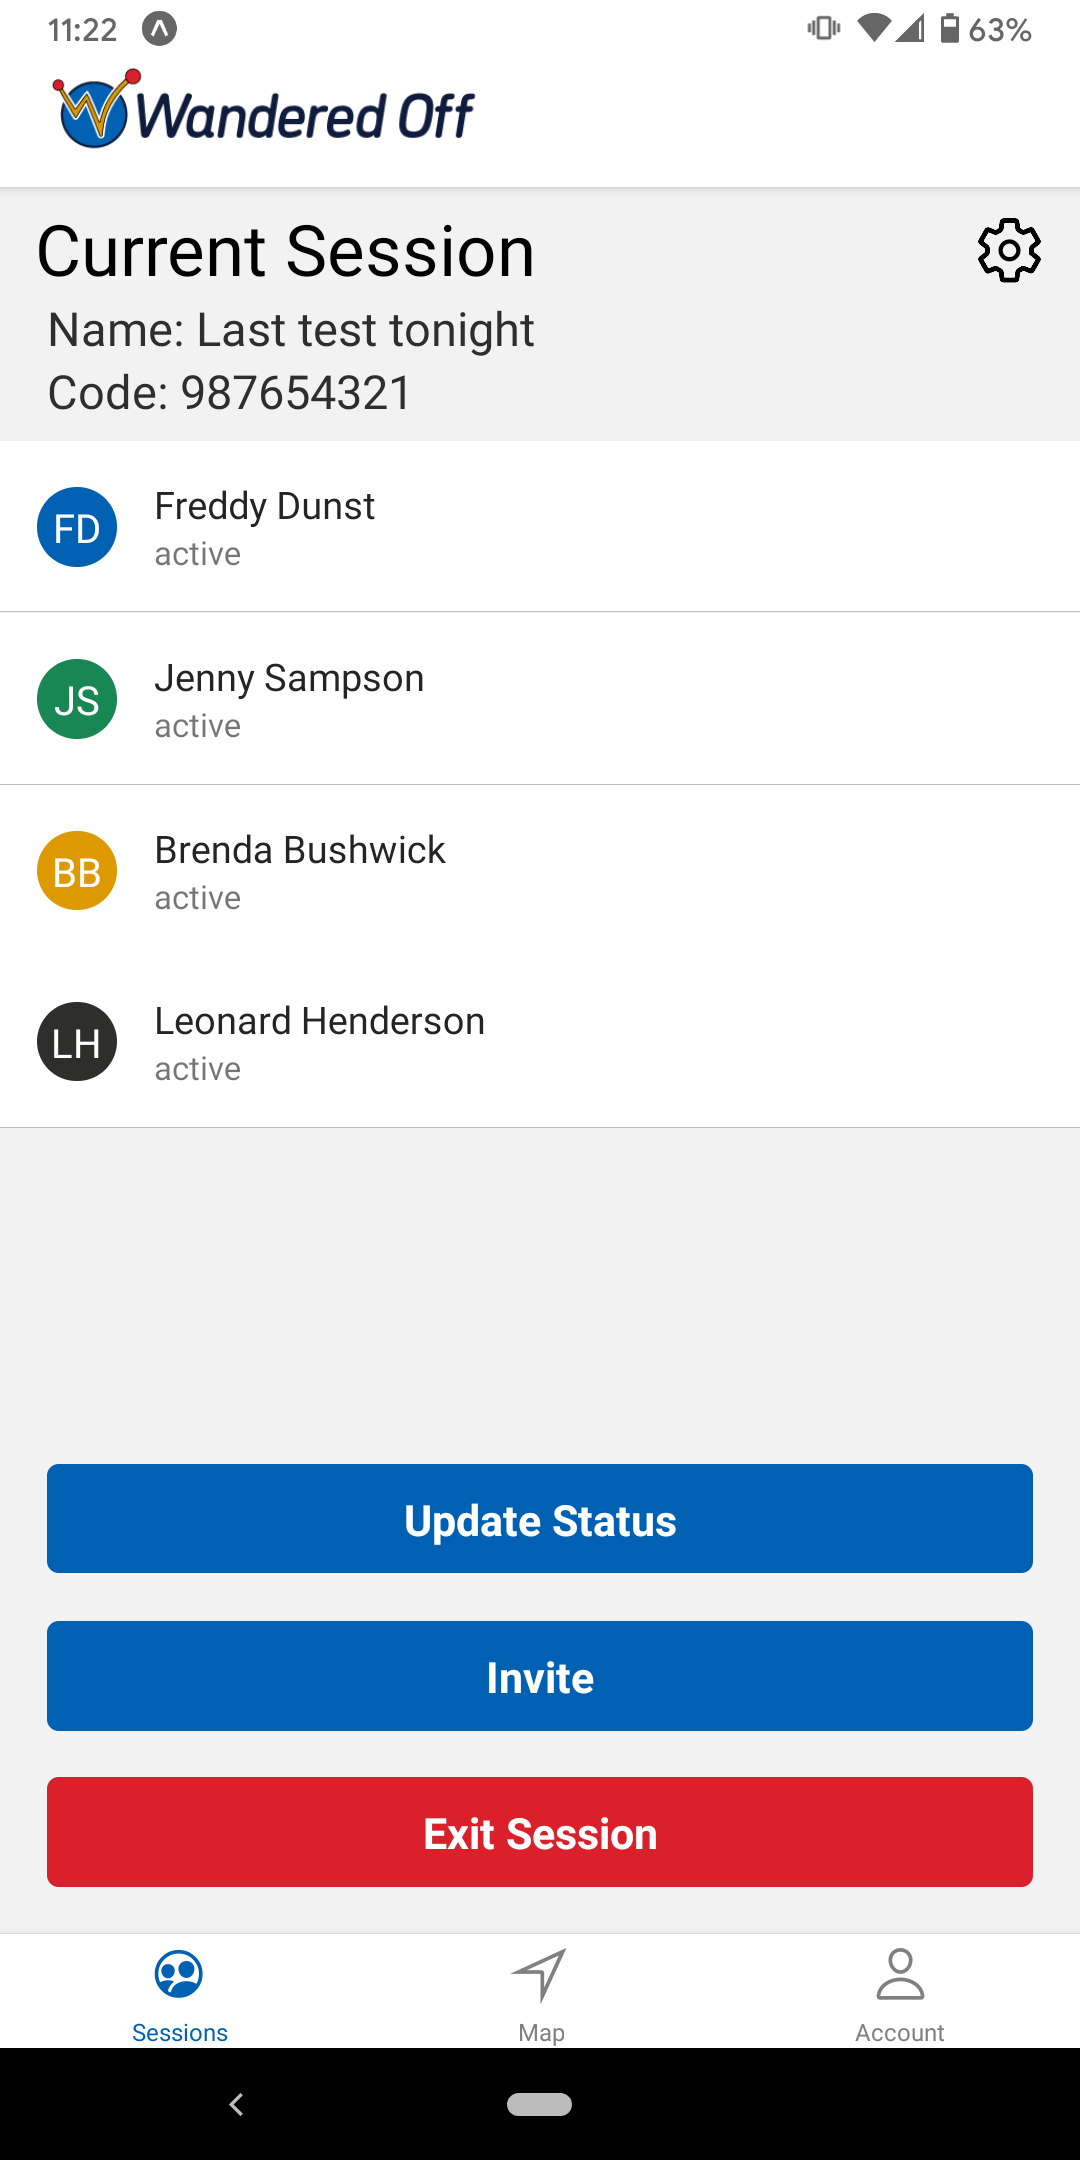 11:22
63%
Wandered Off
Current Session
Name: Last test tonight
Code: 987654321
FD
Freddy Dunst
active
JS
Jenny Sampson
active
BB
Brenda Bushwick
active
LH
Leonard Henderson
active
Update Status
Invite
Exit Session
Sessions
Map
Account